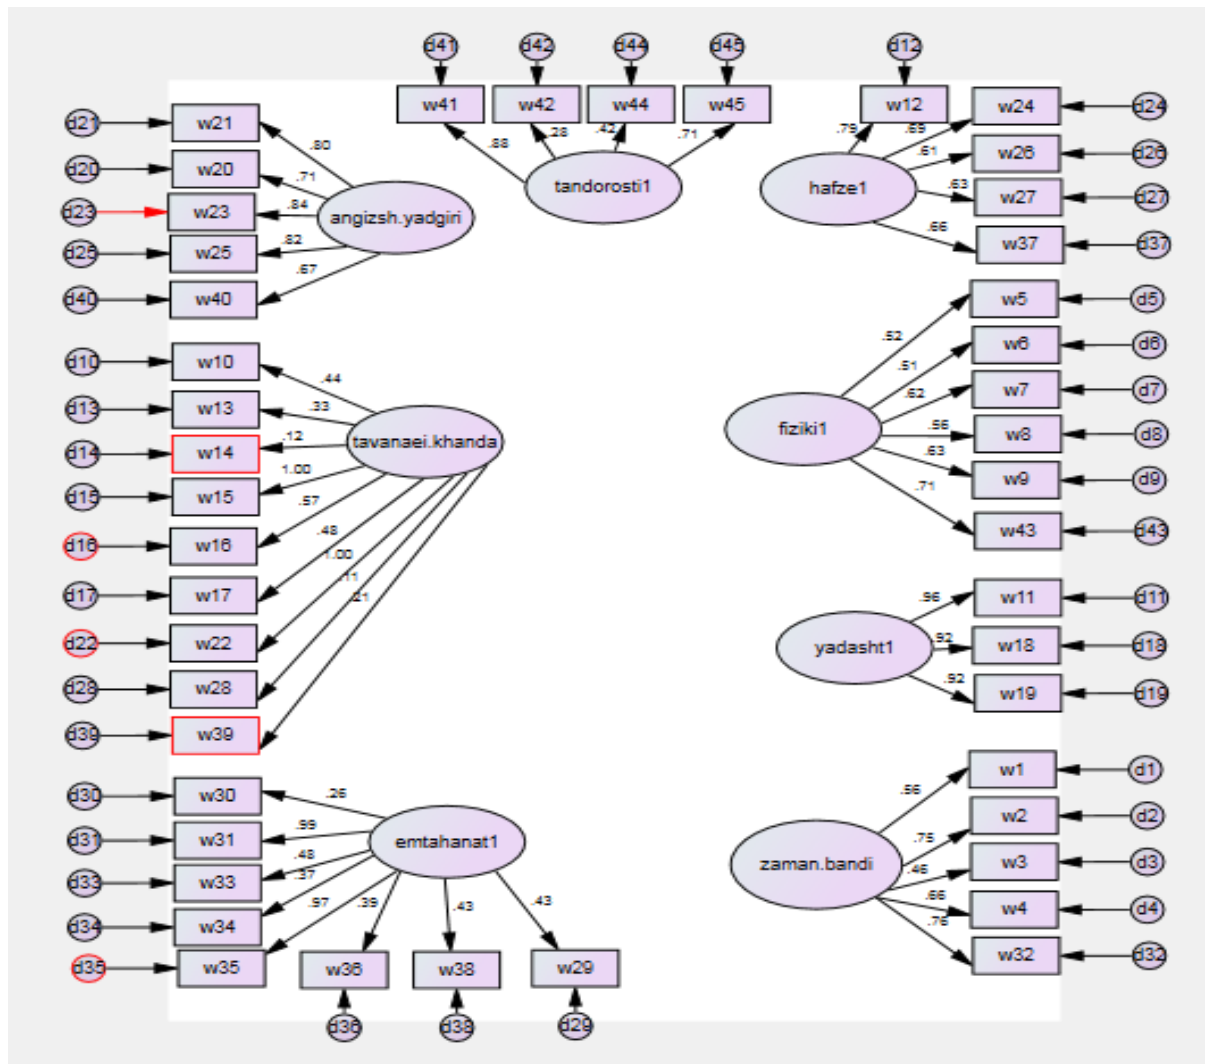 d41 d42 d44 d45 d12
w41 w42 w44 w45 w12
.88 .28 .42 .71
tandorosti1
d21 w21 .80
d20 w20 .71
d23 w23 .84
d25 w25 .82
d40 w40 .67
angizsh.yadgiri
.79 .69 w24 d24
.61 w26 d26
.63 w27 d27
.66 w37 d37
hafze1
d10 w10 .44
d13 w13 .33
d14 w14 .12
d15 w15 1.00
d16 w16 .57
d17 w17 .48
d22 w22 1.00
d28 w28 .11
d39 w39 .21
tavanaei.khanda
.52 w5 d5
.51 w6 d6
.62 w7 d7
.56 w8 d8
.63 w9 d9
.71 w43 d43
fiziki1
.96 w11 d11
.92 w18 d18
.92 w19 d19
yadasht1
d30 w30 .26
d31 w31 .99
d33 w33 .48
d34 w34 .37
d35 w35 .97
emtahanat1
.39 .43 .43
w36 w38 w29
d36 d38 d29
.56 w1 d1
.75 w2 d2
.46 w3 d3
.66 w4 d4
.76 w32 d32
zaman.bandi